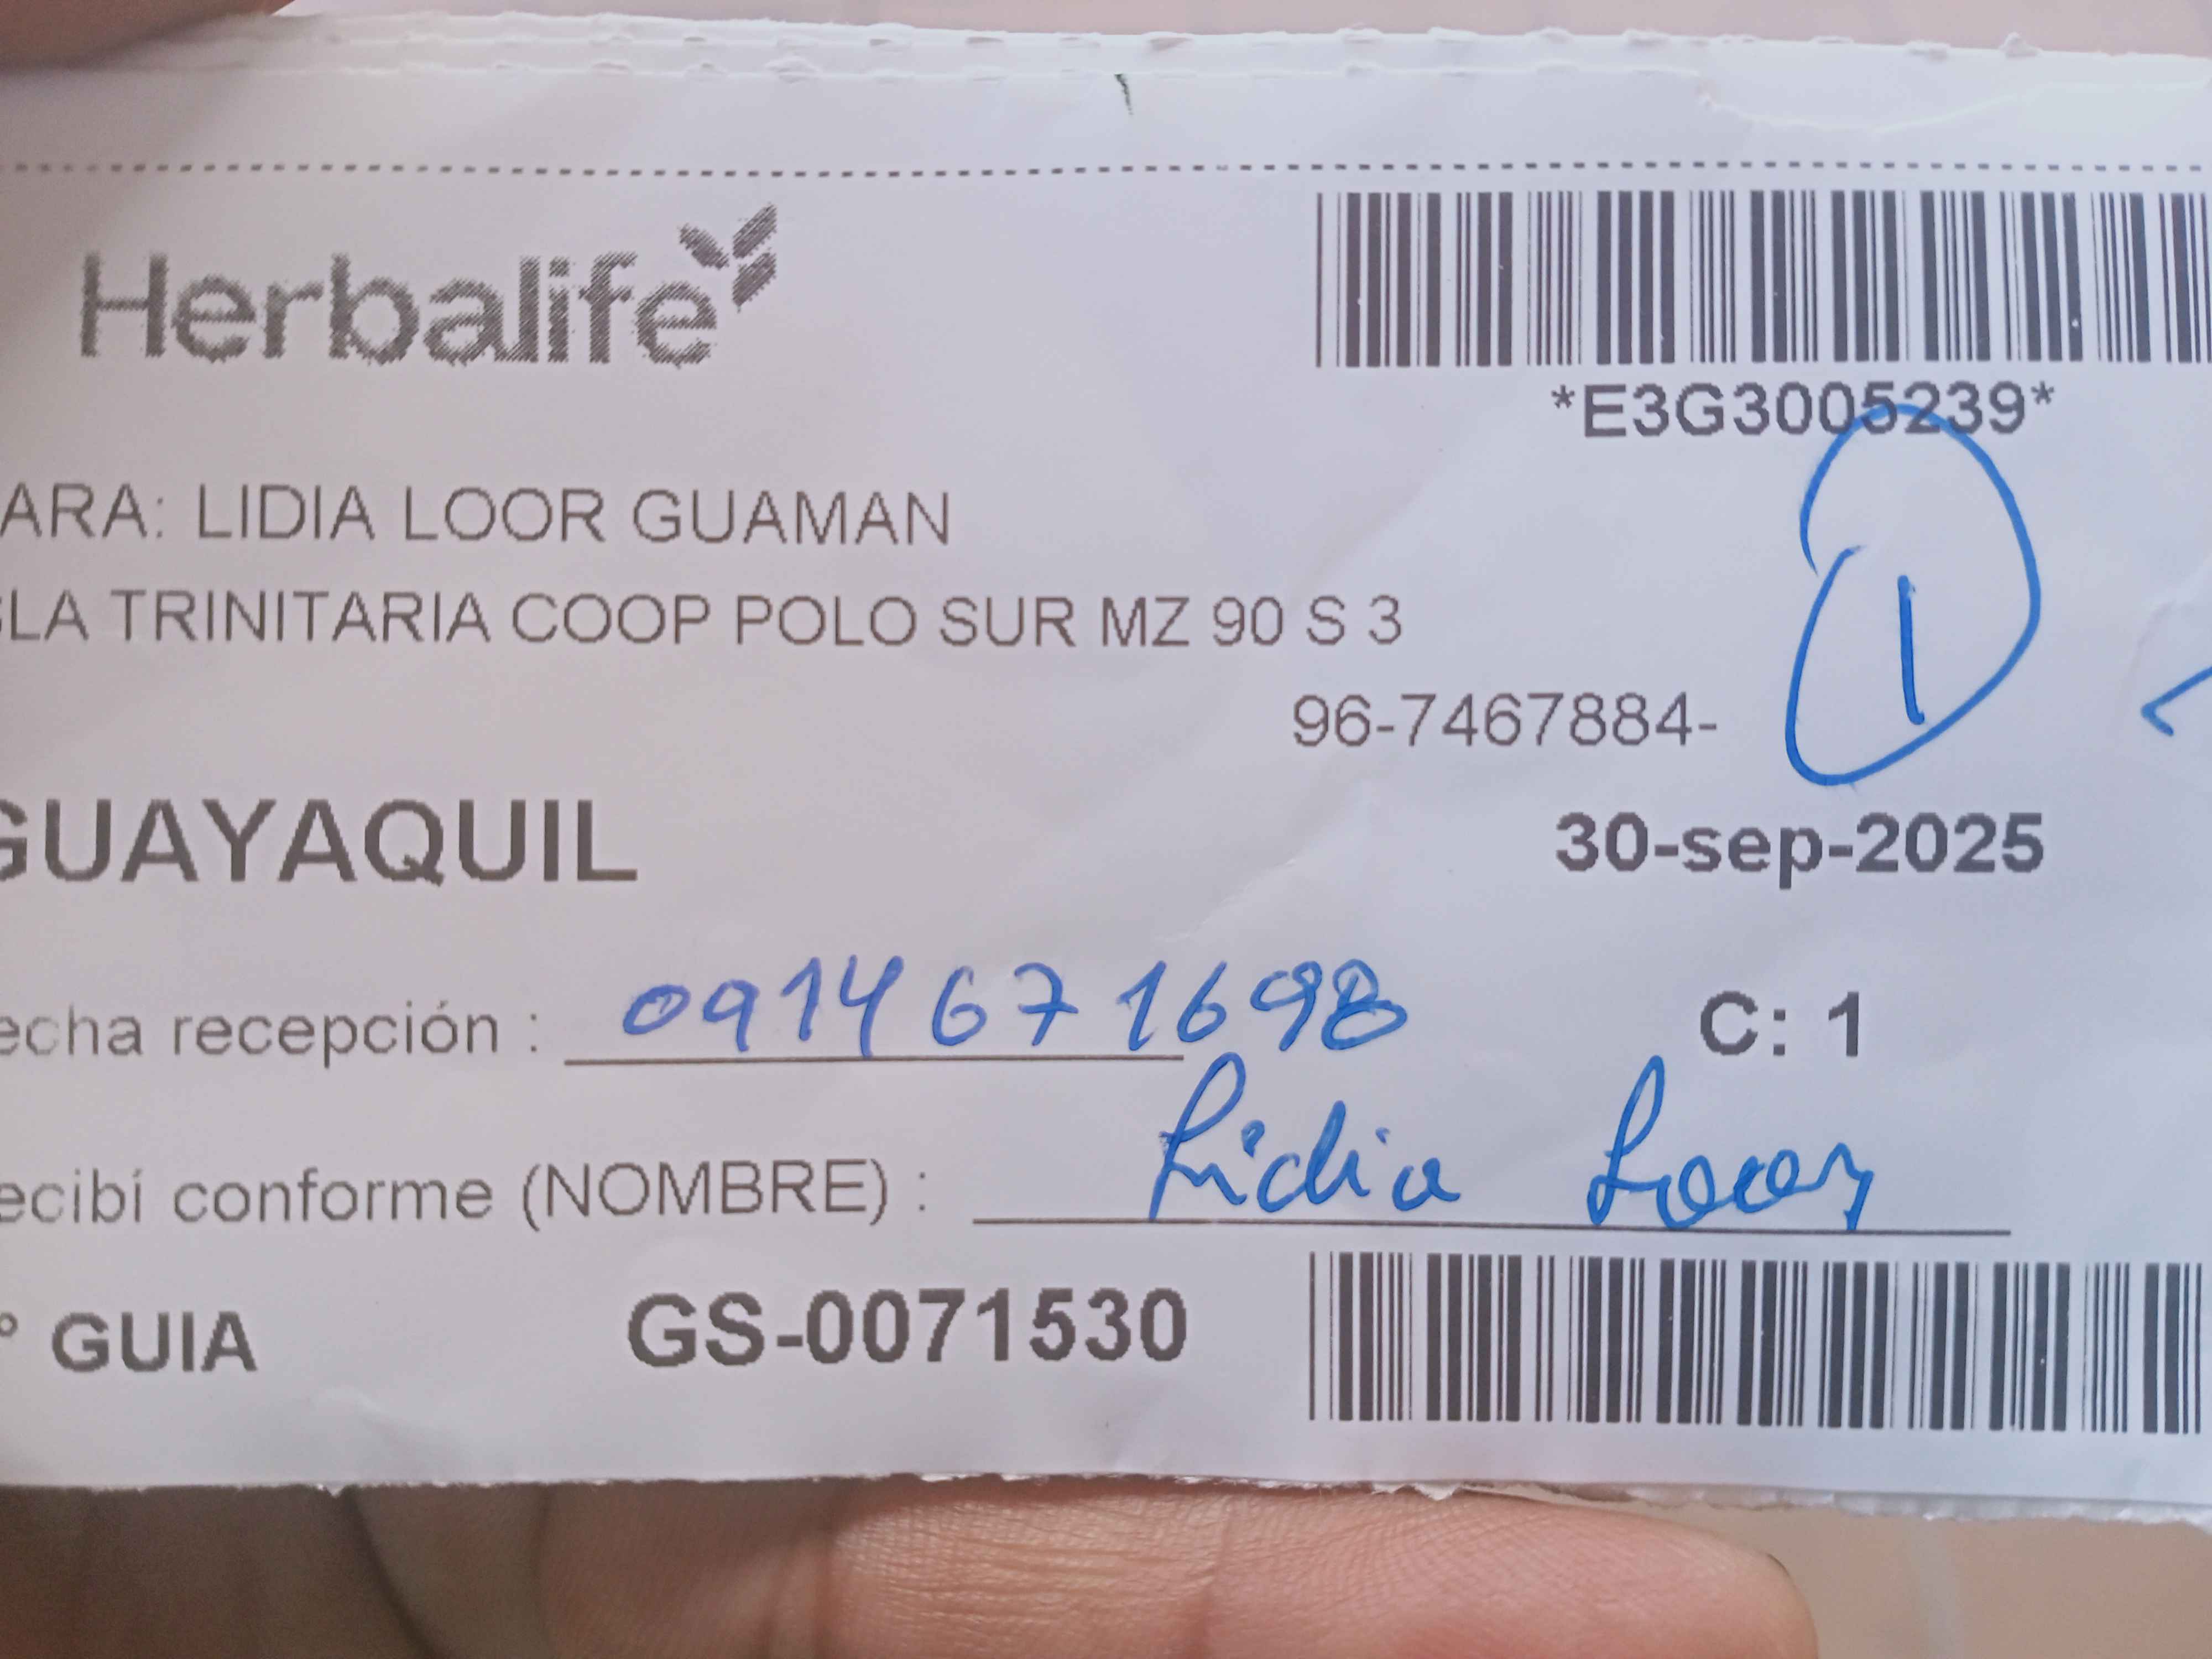 Herbalife
*E3G3005239*
ARA: LIDIA LOOR GUAMAN
SLA TRINITARIA COOP POLO SUR MZ 90 S 3
1
96-7467884-
GUAYAQUIL
30-sep-2025
echa recepción : 0914671698
C: 1
ecibí conforme (NOMBRE) : Lidia Loor
° GUIA GS-0071530